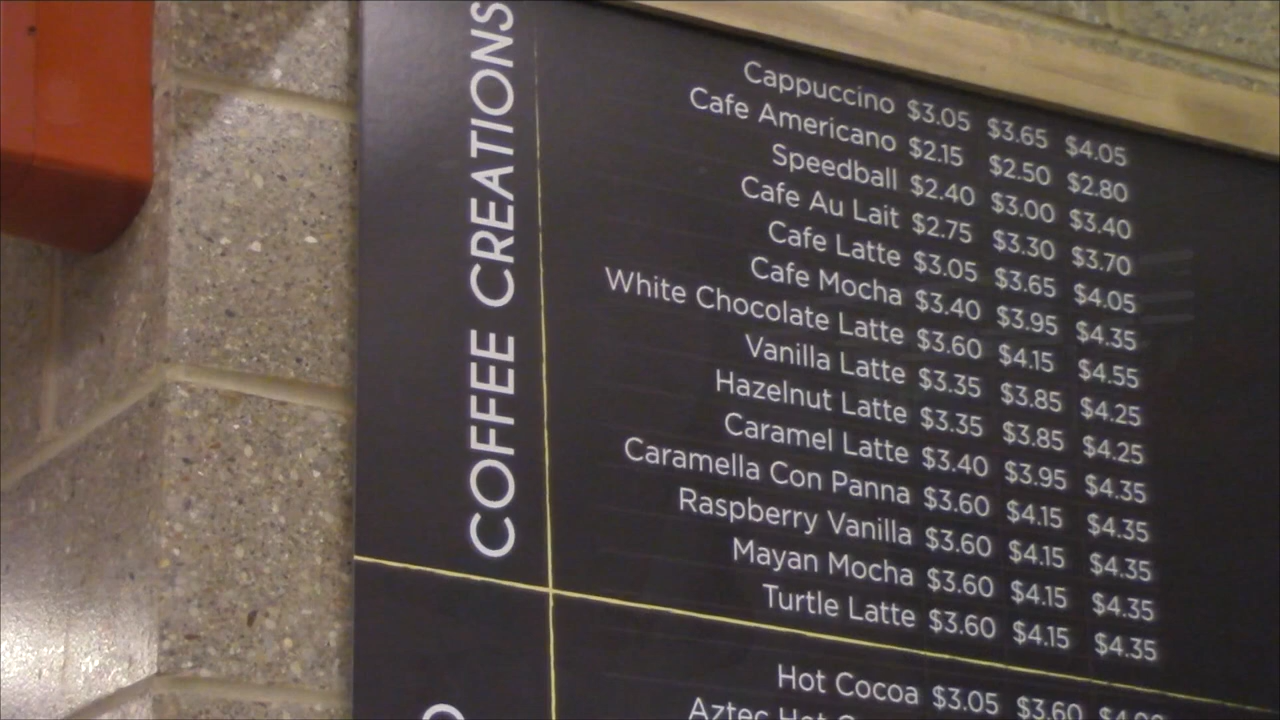 COFFEE CREATIONS
Cappuccino $3.05 $3.65 $4.05
Cafe Americano $2.15 $2.50 $2.80
Speedball $2.40 $3.00 $3.40
Cafe Au Lait $2.75 $3.30 $3.70
Cafe Latte $3.05 $3.65 $4.05
Cafe Mocha $3.40 $3.95 $4.35
White Chocolate Latte $3.60 $4.15 $4.55
Vanilla Latte $3.35 $3.85 $4.25
Hazelnut Latte $3.35 $3.85 $4.25
Caramel Latte $3.40 $3.95 $4.35
Caramella Con Panna $3.60 $4.15 $4.35
Raspberry Vanilla $3.60 $4.15 $4.35
Mayan Mocha $3.60 $4.15 $4.35
Turtle Latte $3.60 $4.15 $4.35
Hot Cocoa $3.05 $3.60
Aztec Hot